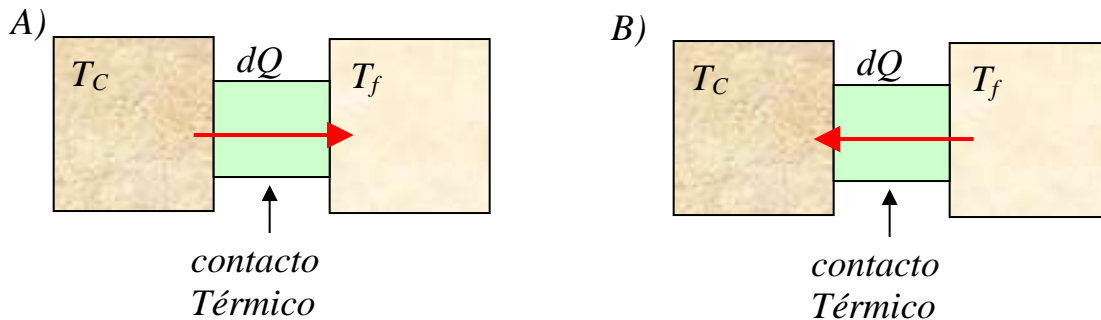 A)
T_C
dQ
T_f
contacto
Térmico
B)
T_C
dQ
T_f
contacto
Térmico